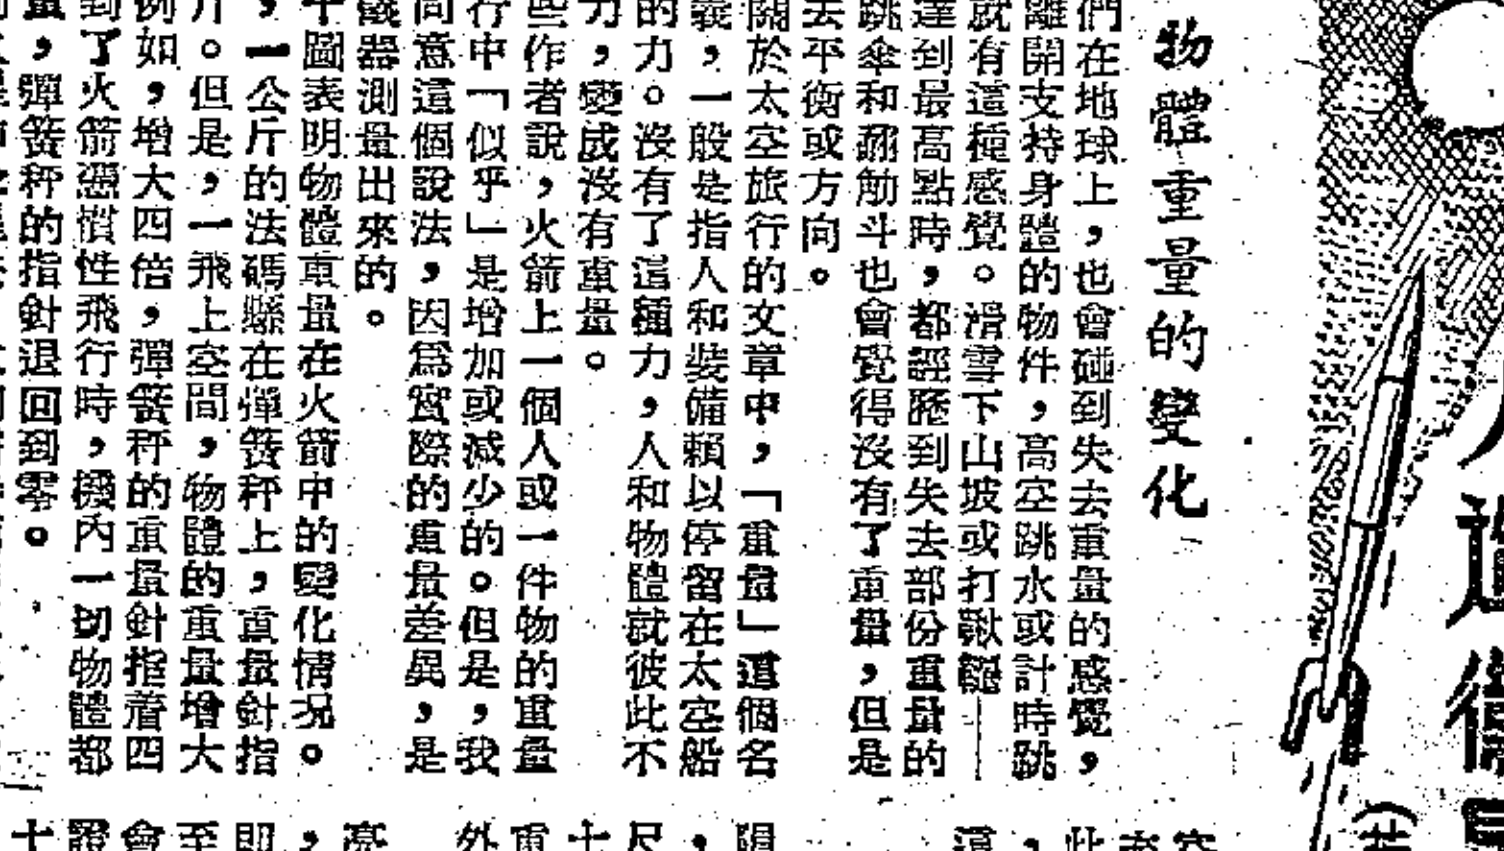 物體重量的變化
們在地球上，也會碰到失去重量的感覺，
離開支持身體的物件，高空跳水或計時跳
就有這種感覺。滑雪下山坡或打鞦韆
達到最高點時，都經歷到失去部份重量的
跳傘和翻觔斗也會覺得沒有了重量，但是
去平衡或方向。
關於太空旅行的文章中，「重量」這個名
義，一般是指人和裝備賴以停留在太空船
的力。沒有了這種力，人和物體就彼此不
力，變成沒有重量。
些作者說，火箭上一個人或一件物的重量
行中「似乎」是增加或減少的。但是，我
同意這個說法，因爲實際的重量差異，是
儀器測量出來的。
中圖表明物體重量在火箭中的變化情況。
，一公斤的法碼懸在彈簧秤上，重量針指
斤。但是，一飛上空間，物體的重量增大
例如，增大四倍，彈簧秤的重量針指着四
到了火箭憑慣性飛行時，機內一切物體都
量，彈簧秤的指針退回到零。